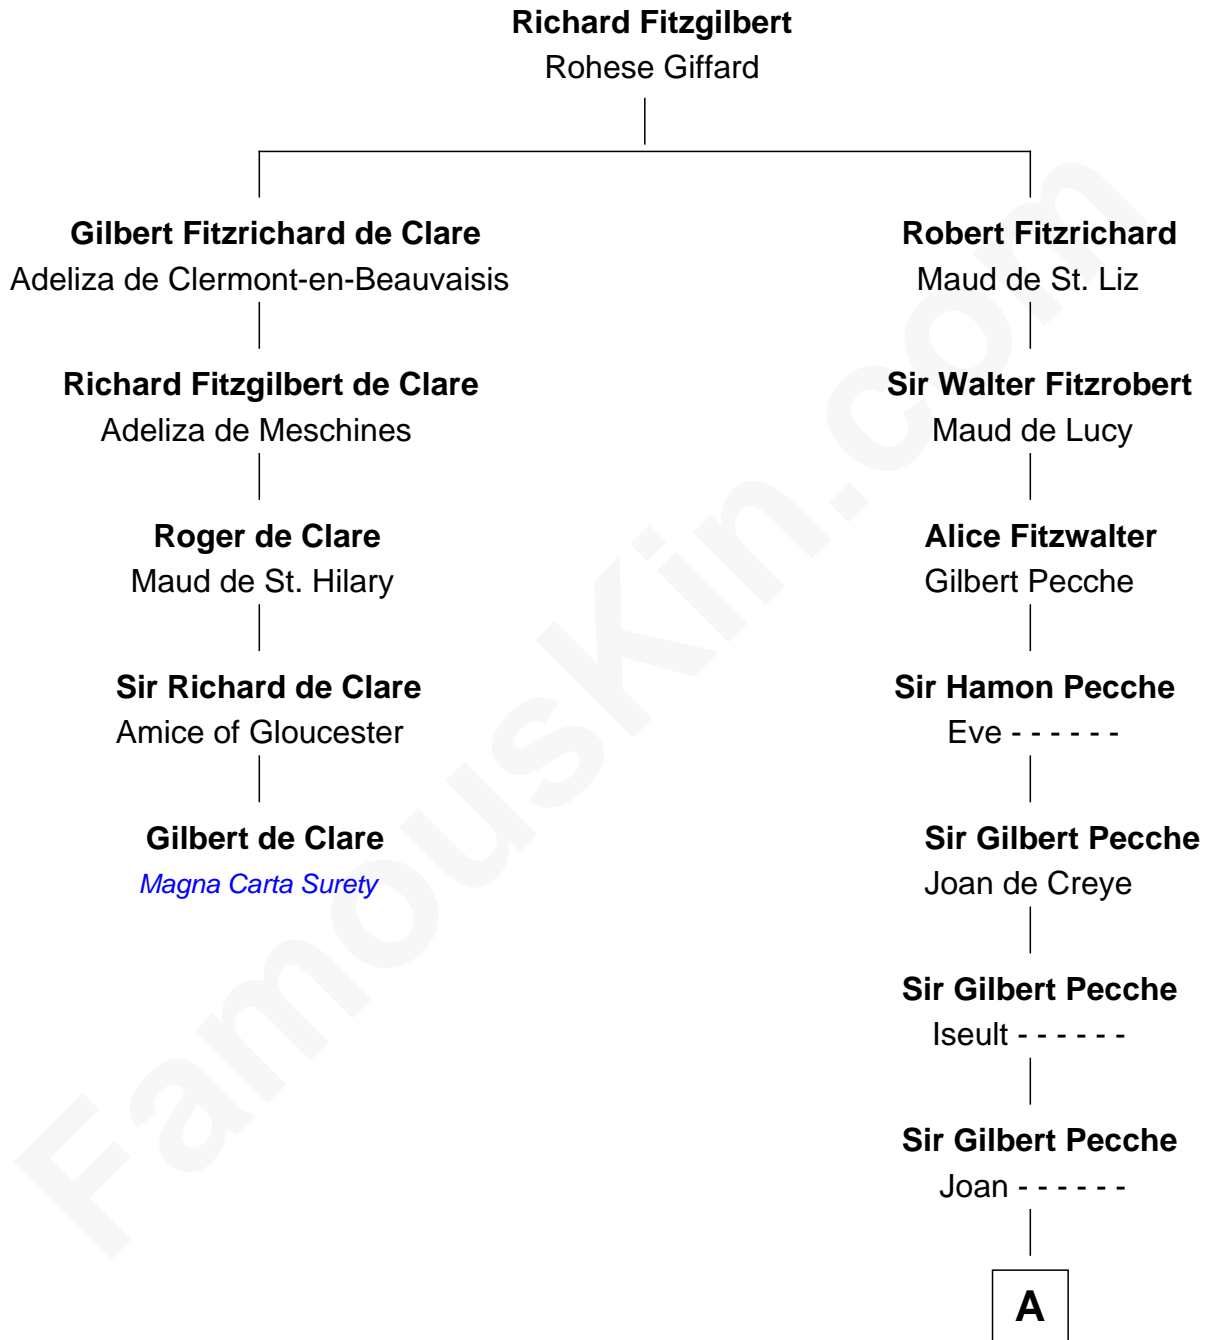 Richard Fitzgilbert
Rohese Giffard
Gilbert Fitzrichard de Clare
Adeliza de Clermont-en-Beauvaisis
Richard Fitzgilbert de Clare
Adeliza de Meschines
Roger de Clare
Maud de St. Hilary
Sir Richard de Clare
Amice of Gloucester
Gilbert de Clare
Magna Carta Surety
Robert Fitzrichard
Maud de St. Liz
Sir Walter Fitzrobert
Maud de Lucy
Alice Fitzwalter
Gilbert Pecche
Sir Hamon Pecche
Eve - - - - - -
Sir Gilbert Pecche
Joan de Creye
Sir Gilbert Pecche
Iseult - - - - - -
Sir Gilbert Pecche
Joan - - - - - -
A
FamousKin.com